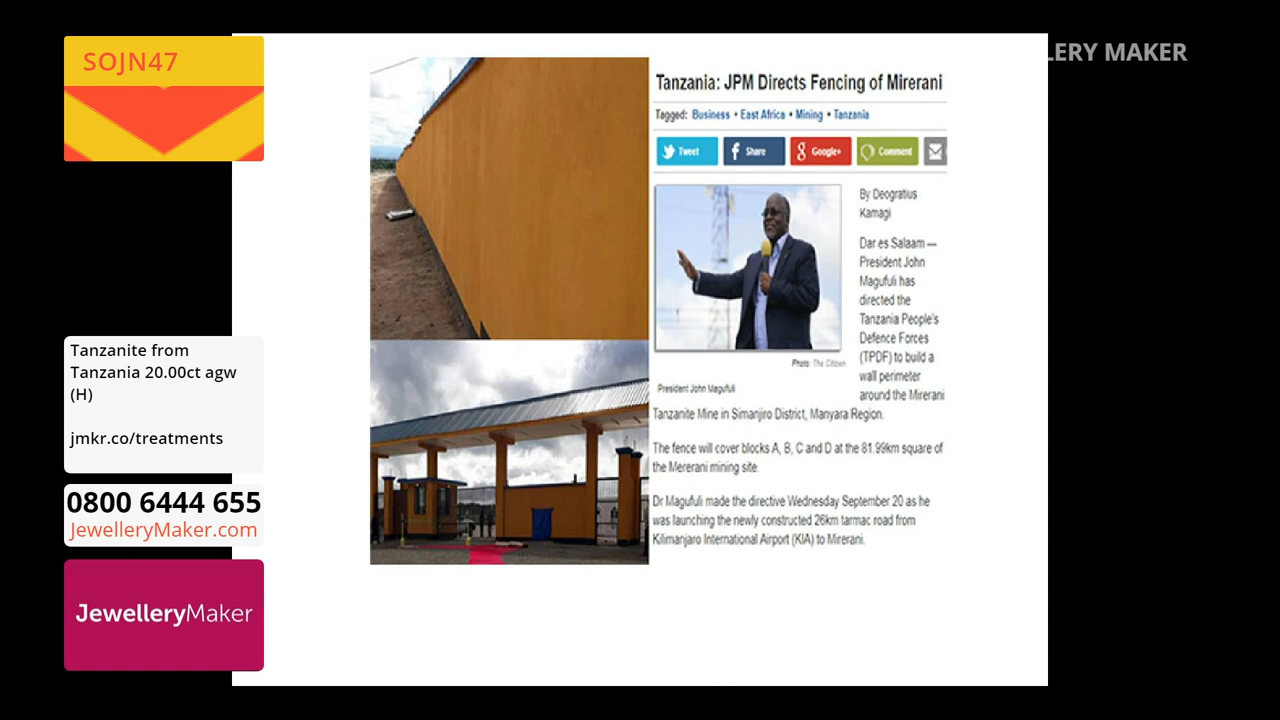 SOJN47
LERY MAKER
Tanzania: JPM Directs Fencing of Mirerani
Tagged: Business • East Africa • Mining • Tanzania
Tweet
Share
Google+
Comment
By Deogratius
Kamagi
Dar es Salaam —
President John
Magufuli has
directed the
Tanzania People's
Defence Forces
(TPDF) to build a
wall perimeter
around the Mirerani
Photo: The Citizen
President John Magufuli
Tanzanite Mine in Simanjiro District, Manyara Region.
The fence will cover blocks A, B, C and D at the 81.99km square of
the Mererani mining site.
Dr Magufuli made the directive Wednesday September 20 as he
was launching the newly constructed 26km tarmac road from
Kilimanjaro International Airport (KIA) to Mirerani.
Tanzanite from
Tanzania 20.00ct agw
(H)
jmkr.co/treatments
0800 6444 655
JewelleryMaker.com
JewelleryMaker